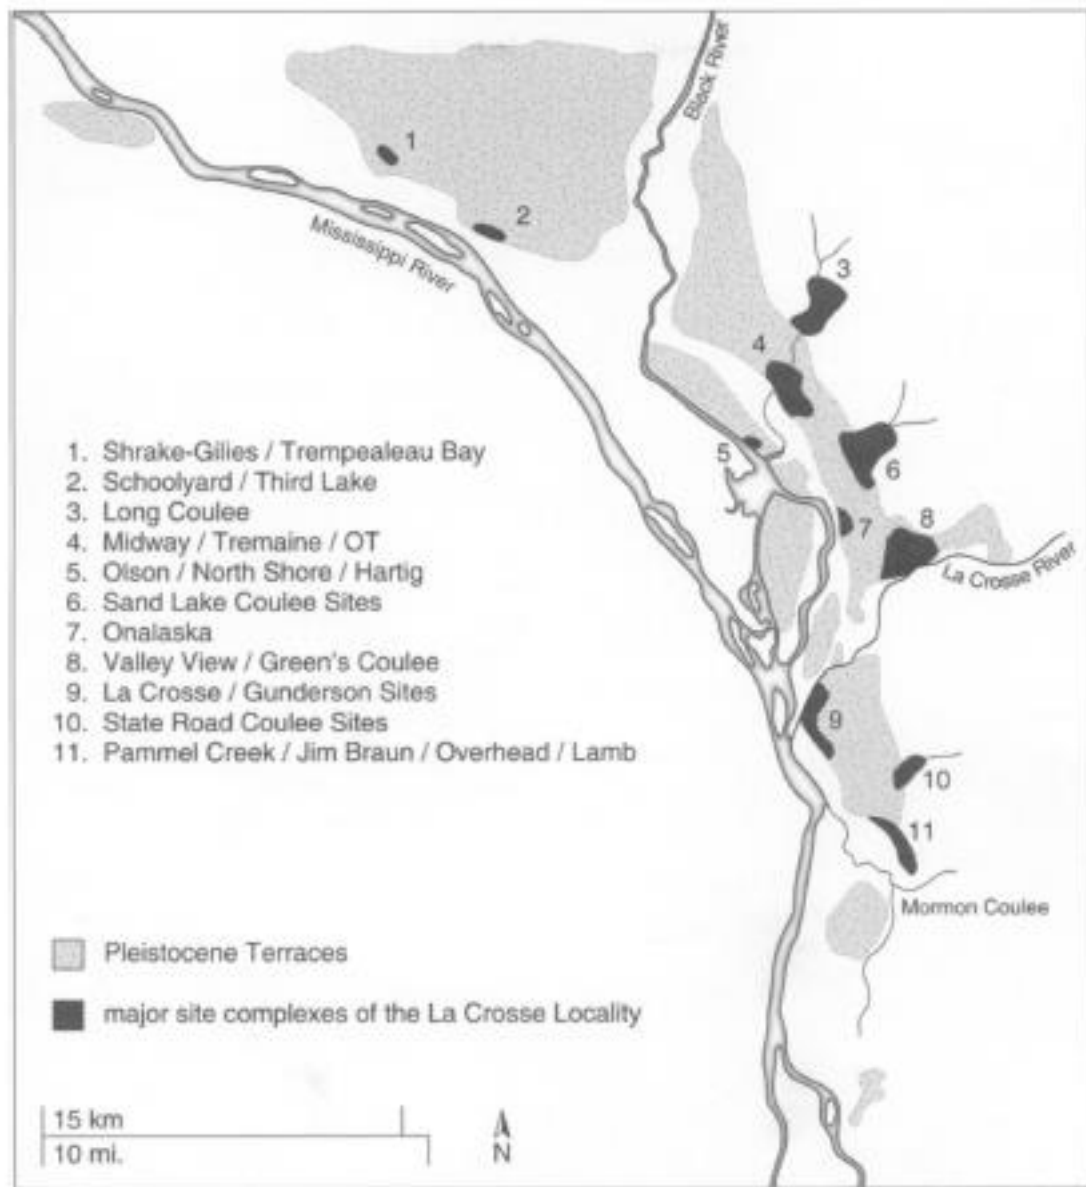 Black River
1
2
Mississippi River
3
4
5
6
7
8
La Crosse River
1. Shrake-Gilies / Trempealeau Bay
2. Schoolyard / Third Lake
3. Long Coulee
4. Midway / Tremaine / OT
5. Olson / North Shore / Hartig
6. Sand Lake Coulee Sites
7. Onalaska
8. Valley View / Green's Coulee
9. La Crosse / Gunderson Sites
10. State Road Coulee Sites
11. Pammel Creek / Jim Braun / Overhead / Lamb
9
10
11
Mormon Coulee
Pleistocene Terraces
major site complexes of the La Crosse Locality
15 km
10 mi.
N